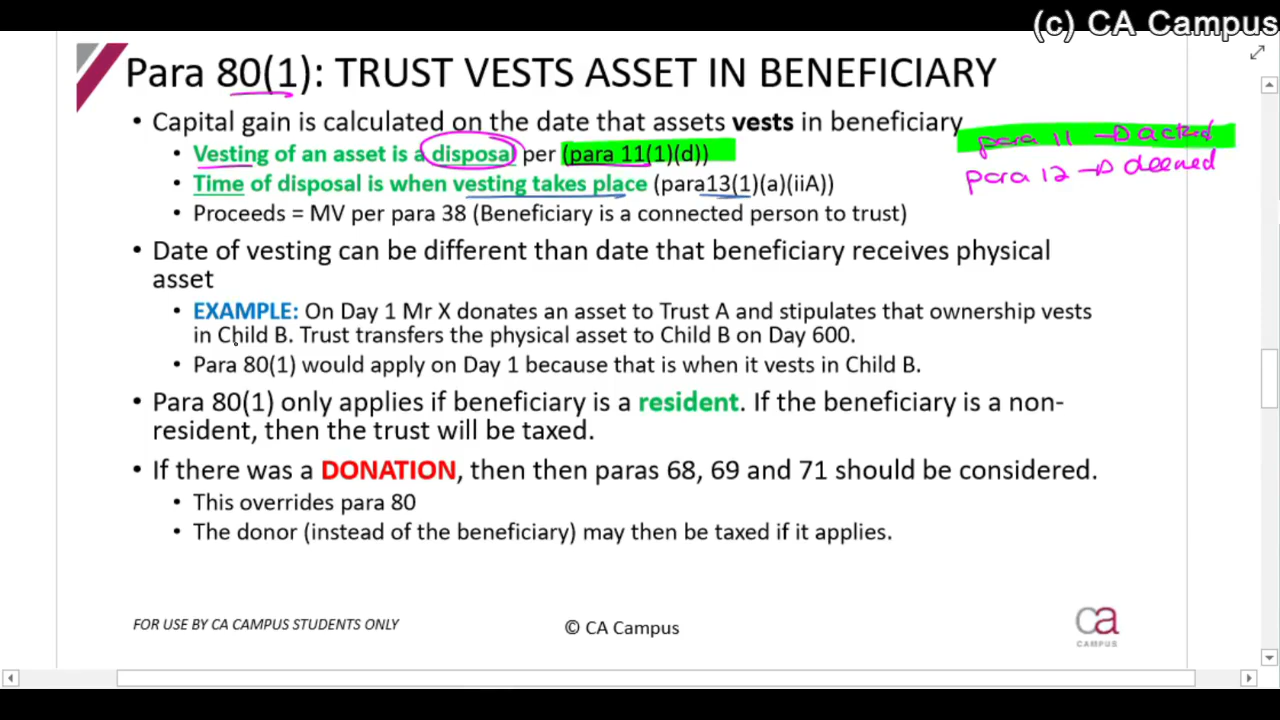 (c) CA Campus
Para 80(1): TRUST VESTS ASSET IN BENEFICIARY
• Capital gain is calculated on the date that assets vests in beneficiary
• Vesting of an asset is a disposal per (para 11(1)(d))
para 11 → acted
• Time of disposal is when vesting takes place (para13(1)(a)(iiA))
para 12 → deemed
• Proceeds = MV per para 38 (Beneficiary is a connected person to trust)
• Date of vesting can be different than date that beneficiary receives physical
asset
• EXAMPLE: On Day 1 Mr X donates an asset to Trust A and stipulates that ownership vests
in Child B. Trust transfers the physical asset to Child B on Day 600.
• Para 80(1) would apply on Day 1 because that is when it vests in Child B.
• Para 80(1) only applies if beneficiary is a resident. If the beneficiary is a non-
resident, then the trust will be taxed.
• If there was a DONATION, then then paras 68, 69 and 71 should be considered.
• This overrides para 80
• The donor (instead of the beneficiary) may then be taxed if it applies.
FOR USE BY CA CAMPUS STUDENTS ONLY
© CA Campus
ca
CAMPUS